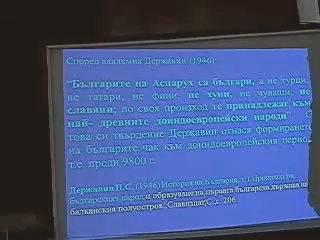 Според академик Державин (1946):
"Българите на Аспарух са българи, а не турци,
не татари, не фини, не хуни, не чуваши, не
славяни; по своя произход те принадлежат към
най- древните доиндоевропейски народи". С
това си твърдение Державин отнася формирането
на българите чак към доиндоевропейския период
т.е. преди 9800 г.
Державин Н.С. (1946) История на България, т.1
българският народ и образуване на първата българска държава на
балканския полуостров. Славиздат, С., с. 206